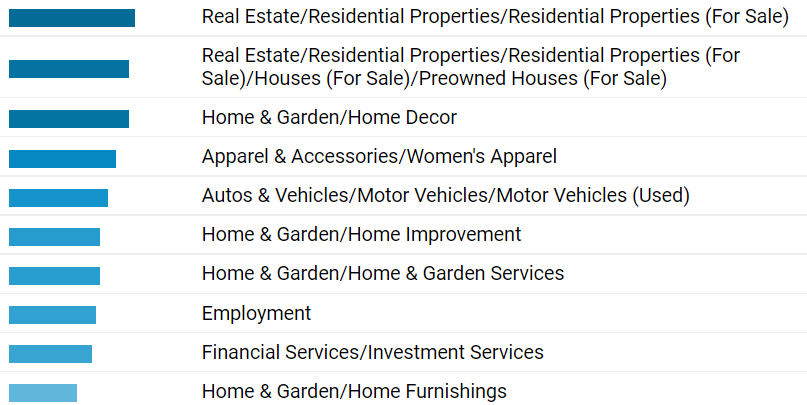 Real Estate/Residential Properties/Residential Properties (For Sale)
Real Estate/Residential Properties/Residential Properties (For
Sale)/Houses (For Sale)/Preowned Houses (For Sale)
Home & Garden/Home Decor
Apparel & Accessories/Women's Apparel
Autos & Vehicles/Motor Vehicles/Motor Vehicles (Used)
Home & Garden/Home Improvement
Home & Garden/Home & Garden Services
Employment
Financial Services/Investment Services
Home & Garden/Home Furnishings